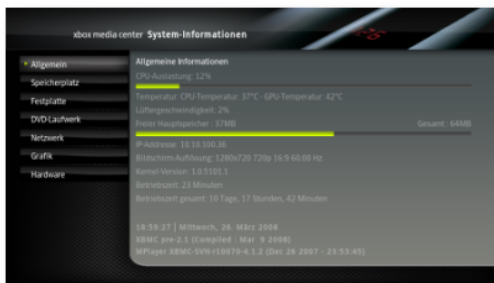 xbox media center System-Informationen
Allgemein
Speicherplatz
Festplatte
DVD-Laufwerk
Netzwerk
Grafik
Hardware
Allgemeine Informationen
CPU-Auslastung: 12%
Temperatur: CPU-Temperatur: 37°C - GPU-Temperatur: 42°C
Lüftergeschwindigkeit: 2%
Freier Hauptspeicher : 37MB Gesamt : 64MB
IP-Addresse: 10.10.100.36
Bildschirm-Auflösung: 1280x720 720p 16:9 60.00 Hz
Kernel Version: 1.0.5101.1
Betriebszeit: 23 Minuten
Betriebszeit gesamt: 10 Tage, 17 Stunden, 42 Minuten
18:59:27 | Mittwoch, 26. März 2008
XBMC pre-2.1 (Compiled : Mar 9 2008)
MPlayer XBMC-SVN-r10070-4.1.2 (Dec 26 2007 - 23:53:45)